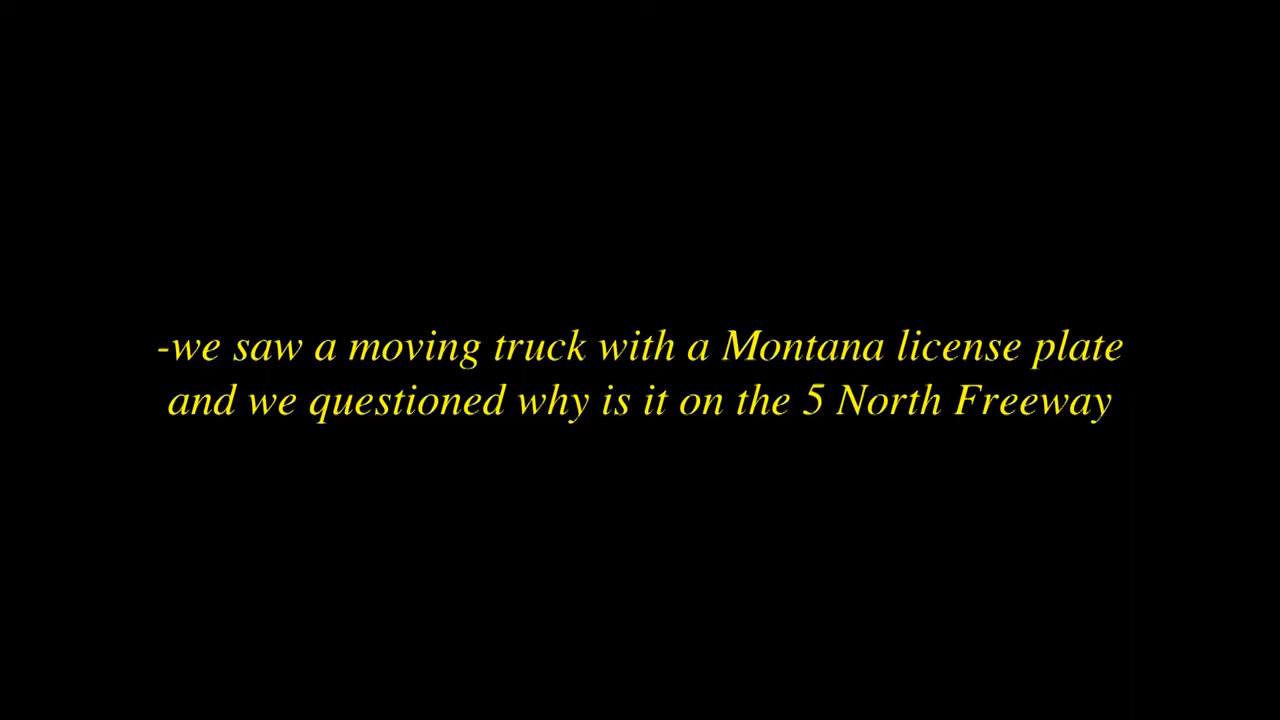 -we saw a moving truck with a Montana license plate
and we questioned why is it on the 5 North Freeway